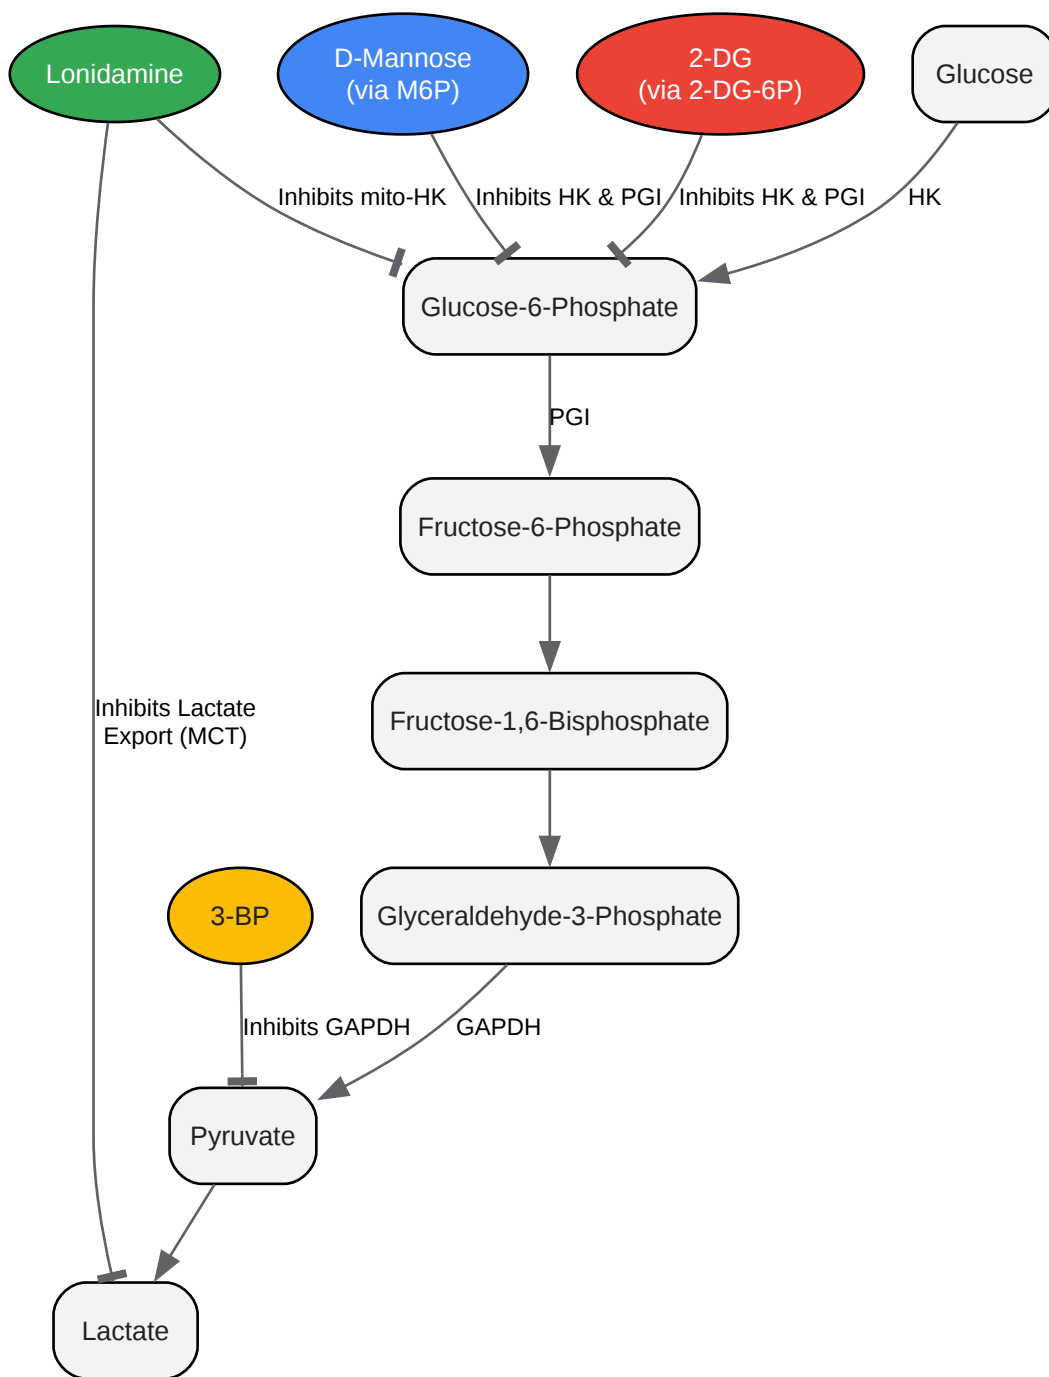 Lonidamine
D-Mannose
(via M6P)
2-DG
(via 2-DG-6P)
Glucose
Inhibits mito-HK
Inhibits HK & PGI
Inhibits HK & PGI
HK
Glucose-6-Phosphate
PGI
Fructose-6-Phosphate
Inhibits Lactate
Export (MCT)
Fructose-1,6-Bisphosphate
3-BP
Glyceraldehyde-3-Phosphate
Inhibits GAPDH
GAPDH
Pyruvate
Lactate